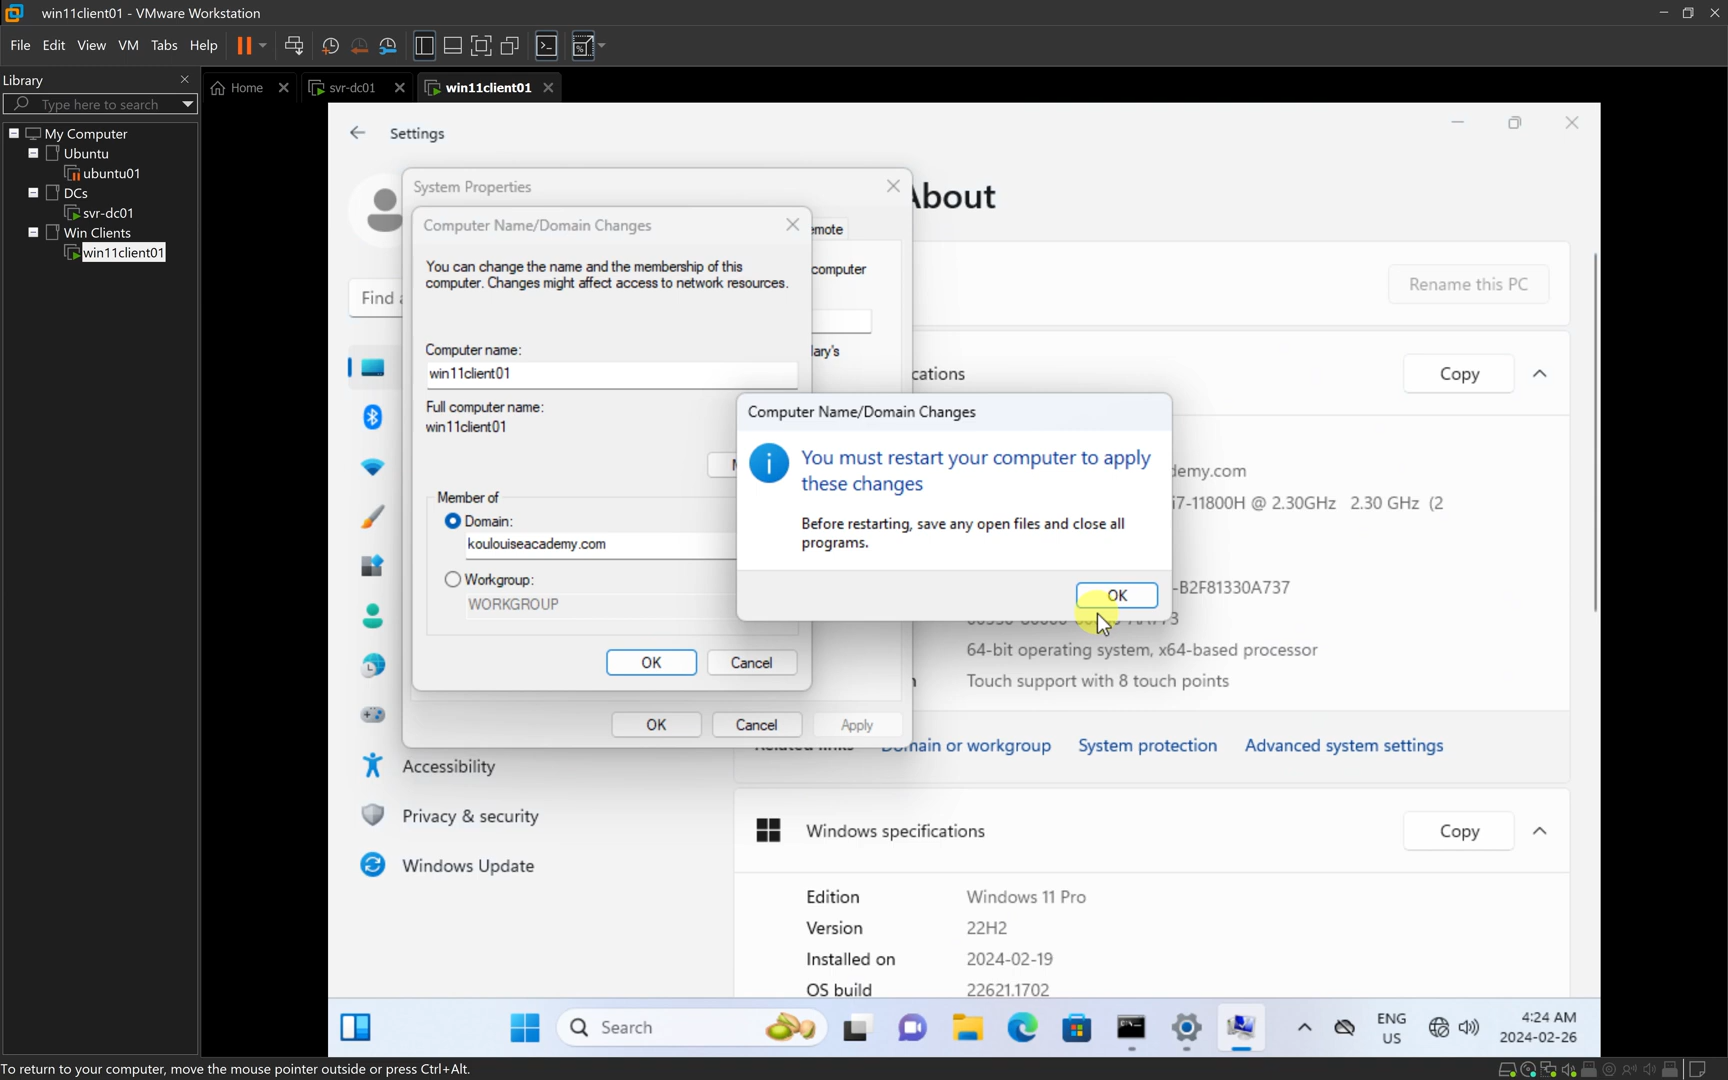 win11client01 - VMware Workstation
File Edit View VM Tabs Help
Library
Type here to search
Home
svr-dc01
win11client01
My Computer
Ubuntu
ubuntu01
DCs
svr-dc01
Win Clients
win11client01
Settings
System Properties
About
Computer Name/Domain Changes
emote
You can change the name and the membership of this
computer. Changes might affect access to network resources.
computer
Find
Rename this PC
Computer name:
win11client01
lary's
cations
Copy
Full computer name:
win11client01
Computer Name/Domain Changes
You must restart your computer to apply
these changes
Before restarting, save any open files and close all
programs.
OK
demy.com
i7-11800H @ 2.30GHz 2.30 GHz (2
-B2F81330A737
Member of
Domain:
koulouiseacademy.com
Workgroup:
WORKGROUP
64-bit operating system, x64-based processor
OK
Cancel
Touch support with 8 touch points
OK
Cancel
Apply
Domain or workgroup
System protection
Advanced system settings
Accessibility
Privacy & security
Windows Update
Windows specifications
Copy
Edition Windows 11 Pro
Version 22H2
Installed on 2024-02-19
OS build 22621.1702
Search
ENG
US
4:24 AM
2024-02-26
To return to your computer, move the mouse pointer outside or press Ctrl+Alt.